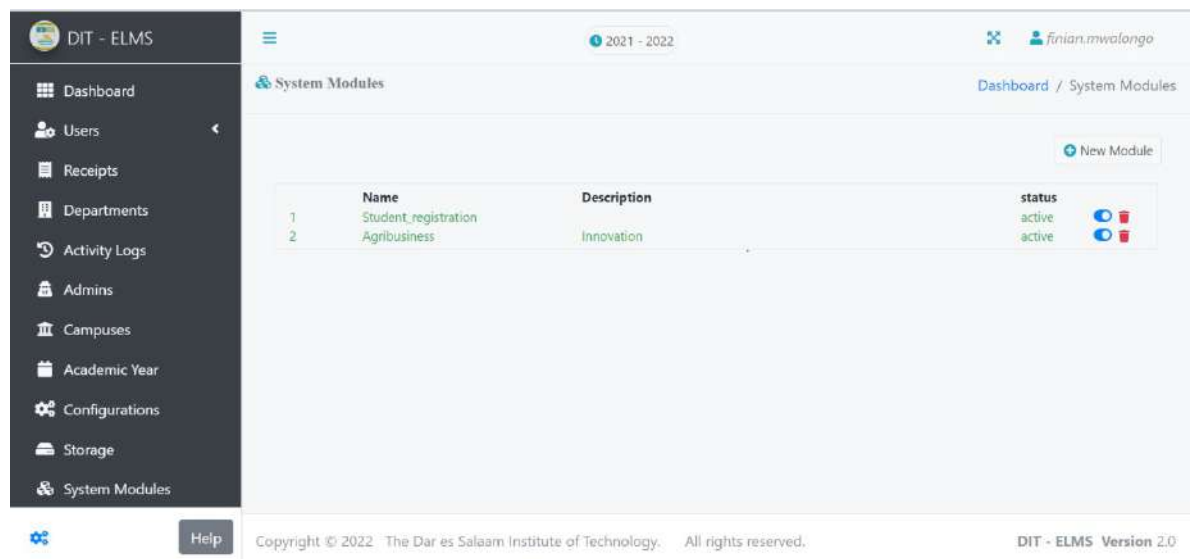 DIT - ELMS
2021 - 2022
finian.mwalongo
Dashboard
Users
Receipts
Departments
Activity Logs
Admins
Campuses
Academic Year
Configurations
Storage
System Modules
Help
System Modules
Dashboard / System Modules
New Module
Name Description status
1 Student_registration active
2 Agribusiness Innovation active
Copyright © 2022 The Dar es Salaam Institute of Technology. All rights reserved. DIT - ELMS Version 2.0